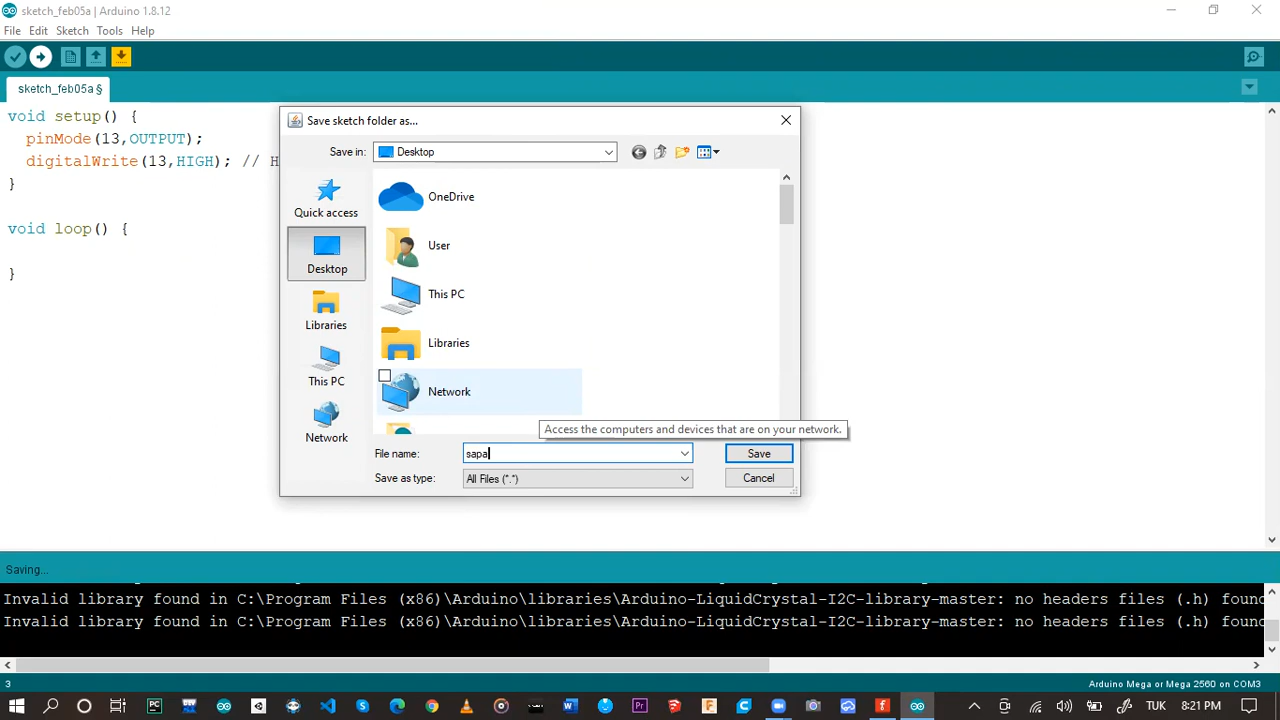 sketch_feb05a | Arduino 1.8.12
File Edit Sketch Tools Help
sketch_feb05a §
void setup() {
pinMode(13,OUTPUT);
digitalWrite(13,HIGH); // H
}
void loop() {
}
Save sketch folder as...
Save in: Desktop
Quick access
Desktop
Libraries
This PC
Network
OneDrive
User
This PC
Libraries
Network
Access the computers and devices that are on your network.
File name: sapa
Save
Save as type: All Files (*.*)
Cancel
Saving...
Invalid library found in C:\Program Files (x86)\Arduino\libraries\Arduino-LiquidCrystal-I2C-library-master: no headers files (.h) found
Invalid library found in C:\Program Files (x86)\Arduino\libraries\Arduino-LiquidCrystal-I2C-library-master: no headers files (.h) found
3
Arduino Mega or Mega 2560 on COM3
TUK 8:21 PM